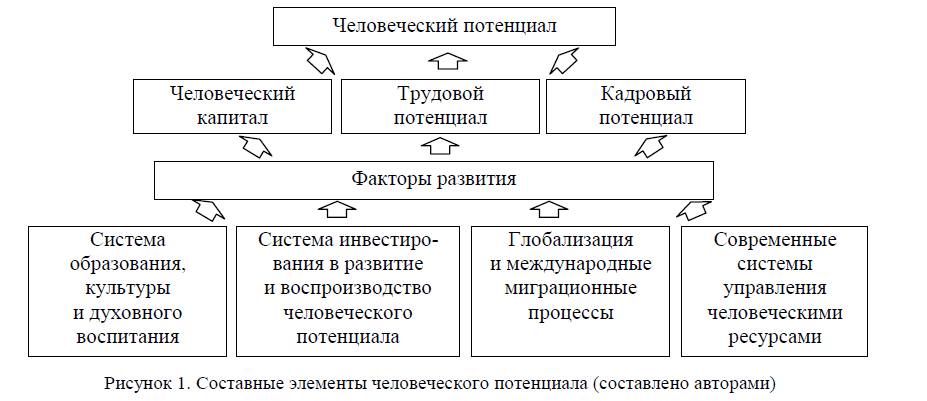 Человеческий потенциал
Человеческий
капитал
Трудовой
потенциал
Кадровый
потенциал
Факторы развития
Система
образования,
культуры
и духовного
воспитания
Система инвестиро-
вания в развитие
и воспроизводство
человеческого
потенциала
Глобализация
и международные
миграционные
процессы
Современные
системы
управления
человеческими
ресурсами
Рисунок 1. Составные элементы человеческого потенциала (составлено авторами)